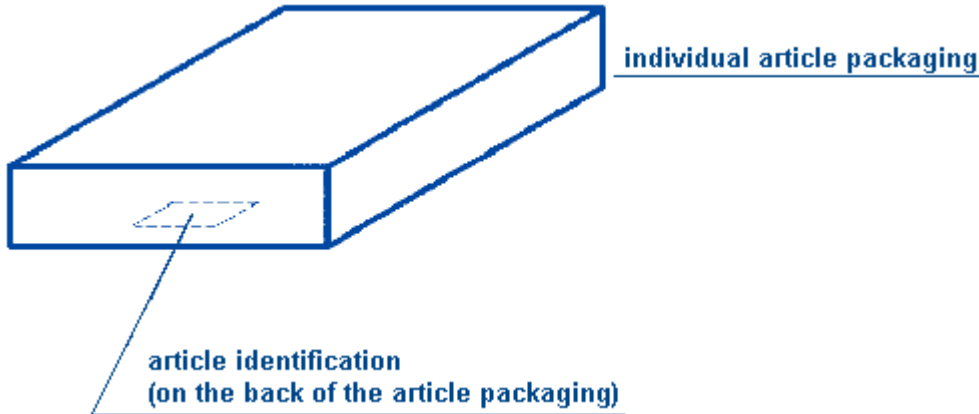 individual article packaging
article identification
(on the back of the article packaging)